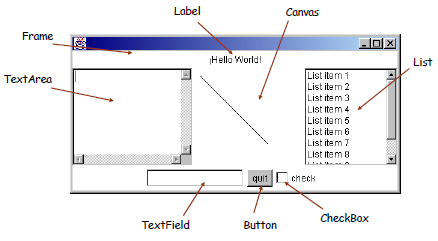 Label
Canvas
Frame
¡Hello World!
List
TextArea
List item 1
List item 2
List item 3
List item 4
List item 5
List item 6
List item 7
List item 8
quit
check
TextField
Button
CheckBox